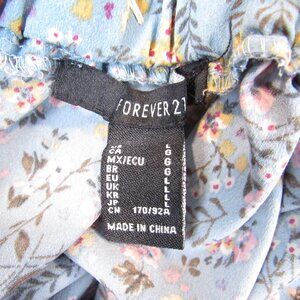 FOREVER 21
CA L
MX/ECU G
BR G
EU L
UK L
KR L
JP L
CN 170/92A
MADE IN CHINA